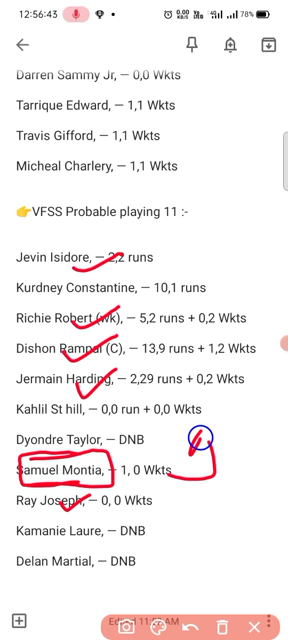 12:56:43
0.00
KB/S
78%
Darren Sammy Jr, – 0,0 Wkts
Tarrique Edward, – 1,1 Wkts
Travis Gifford, – 1,1 Wkts
Micheal Charlery, – 1,1 Wkts
👉VFSS Probable playing 11 :-
Jevin Isidore, – 2,2 runs
Kurdney Constantine, – 10,1 runs
Richie Robert (wk), – 5,2 runs + 0,2 Wkts
Dishon Rampal (C), – 13,9 runs + 1,2 Wkts
Jermain Harding, – 2,29 runs + 0,2 Wkts
Kahlil St hill, – 0,0 run + 0,0 Wkts
Dyondre Taylor, – DNB
Samuel Montia, – 1, 0 Wkts
Ray Joseph, – 0, 0 Wkts
Kamanie Laure, – DNB
Delan Martial, – DNB